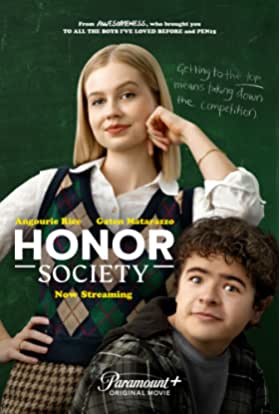 From AWESOMENESS, who brought you
TO ALL THE BOYS I'VE LOVED BEFORE and PEN15
Getting to the top
means taking down
the competition
Angourie Rice Gaten Matarazzo
HONOR
SOCIETY
Now Streaming
Paramount+
ORIGINAL MOVIE